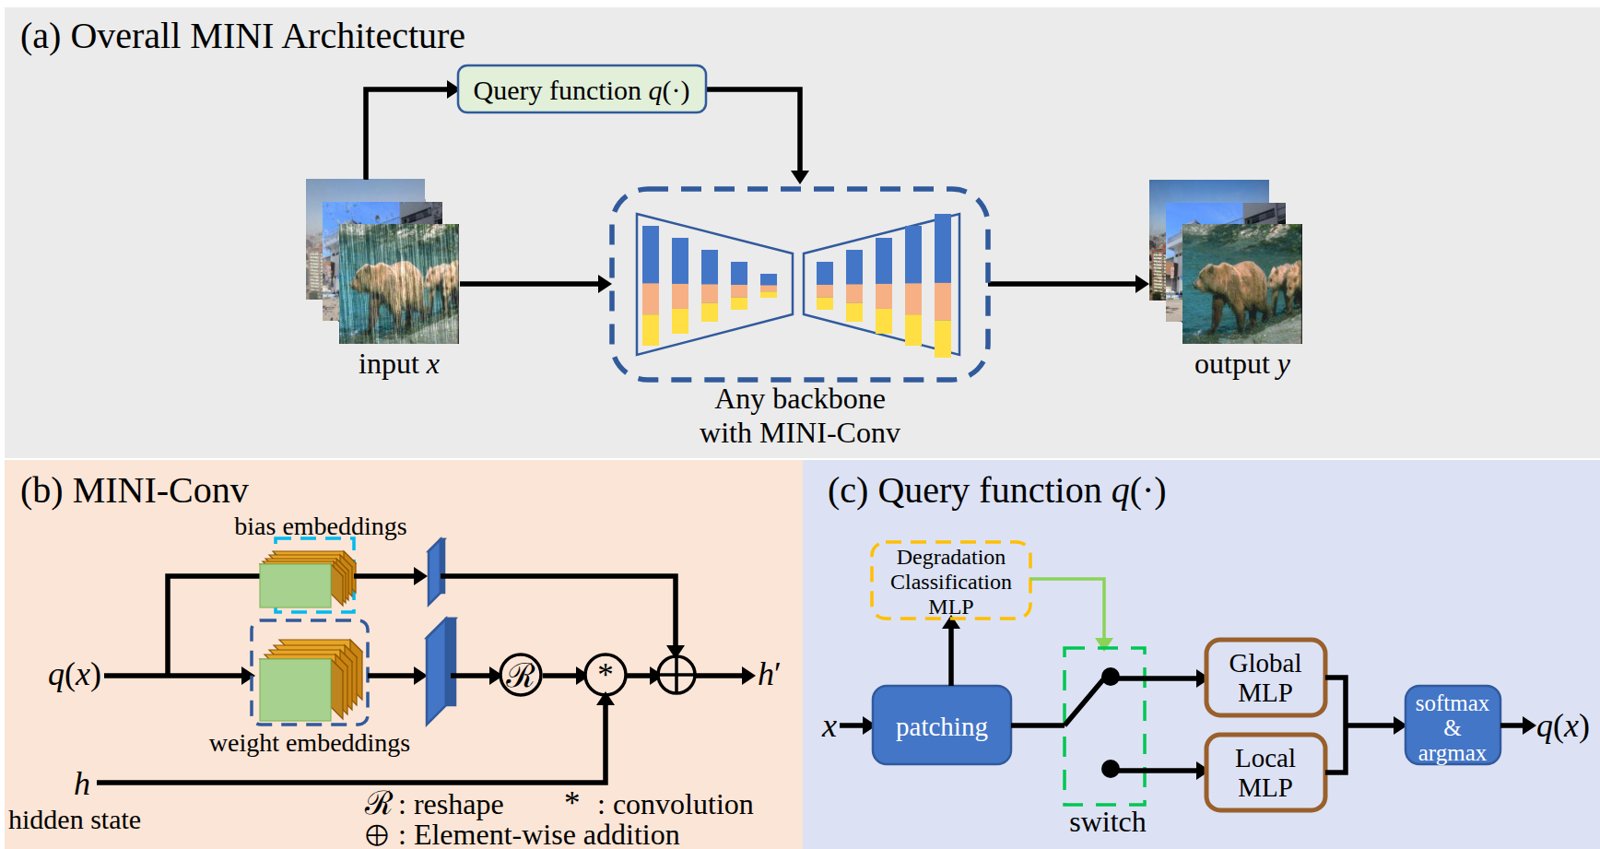 (a) Overall MINI Architecture
Query function q(·)
input x
output y
Any backbone
with MINI-Conv
(b) MINI-Conv
bias embeddings
q(x)
ℛ
*
h′
weight embeddings
h
hidden state
ℛ : reshape * : convolution
⊕ : Element-wise addition
(c) Query function q(·)
Degradation
Classification
MLP
x
patching
switch
Global
MLP
Local
MLP
softmax
&
argmax
q(x)